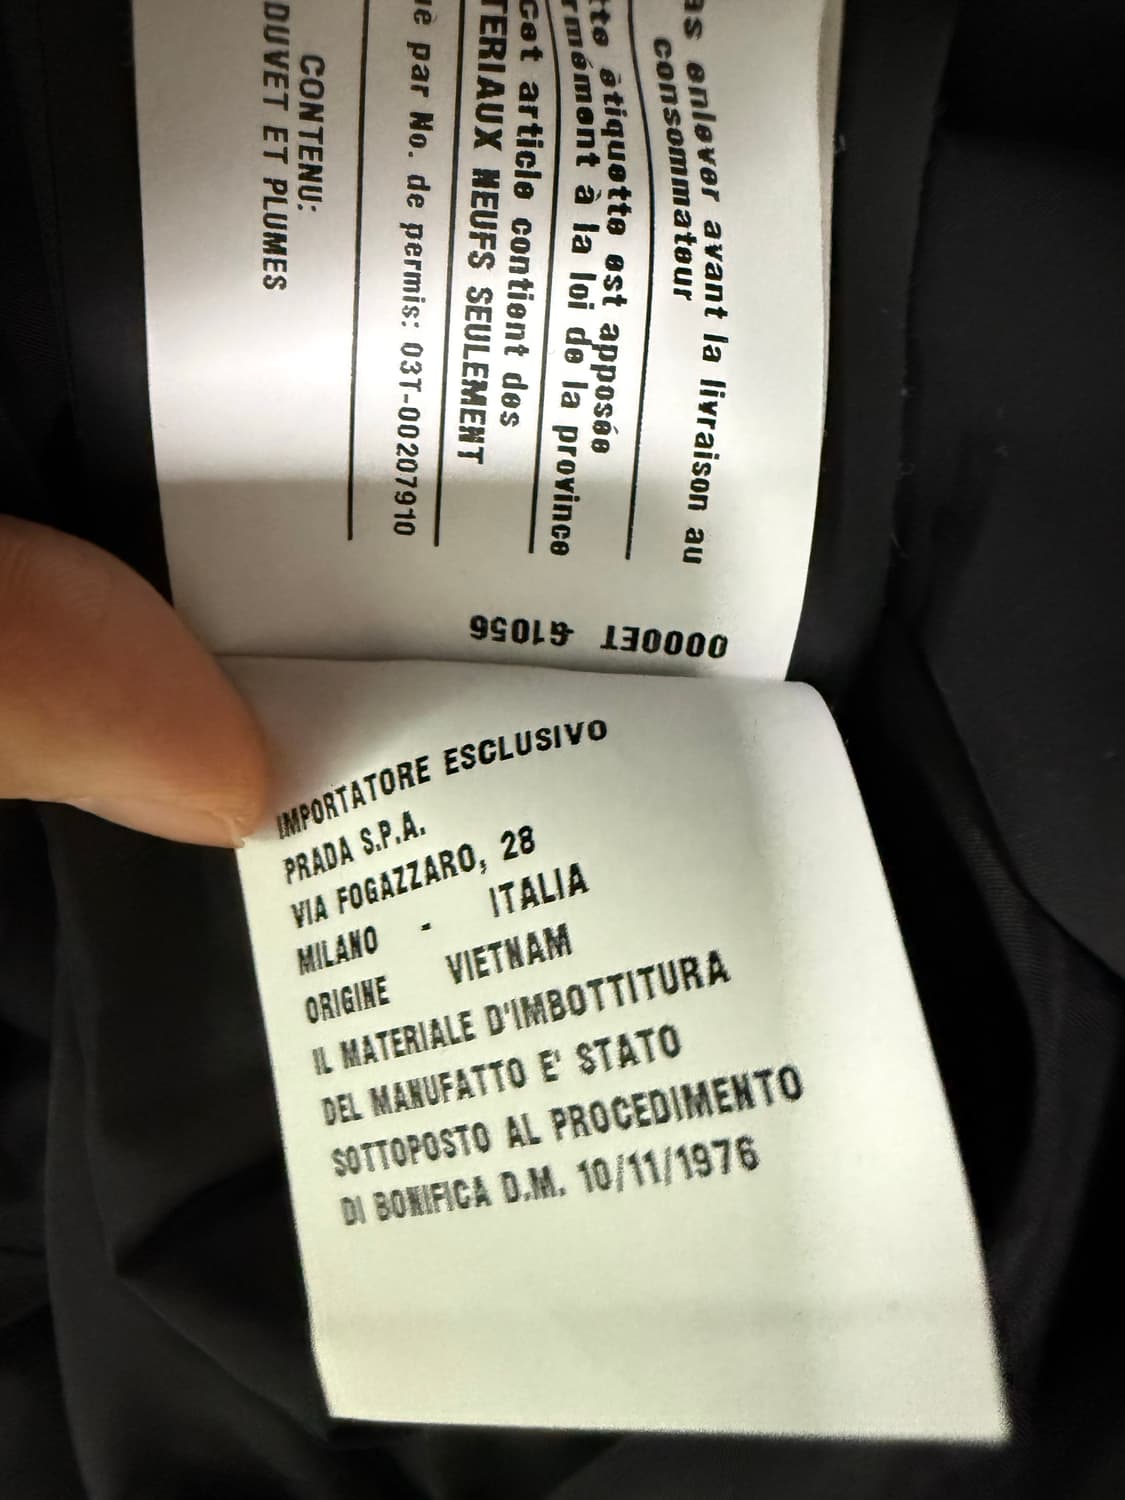 as enlever avant la livraison au
consommateur
tte étiquette est apposée
rmément à la loi de la province
cet article contient des
TERIAUX NEUFS SEULEMENT
par No. de permis: 03T-00207910
CONTENU:
DUVET ET PLUMES
0000ET 61056
IMPORTATORE ESCLUSIVO
PRADA S.P.A.
VIA FOGAZZARO, 28
MILANO - ITALIA
ORIGINE VIETNAM
IL MATERIALE D'IMBOTTITURA
DEL MANUFATTO E' STATO
SOTTOPOSTO AL PROCEDIMENTO
DI BONIFICA D.M. 10/11/1976